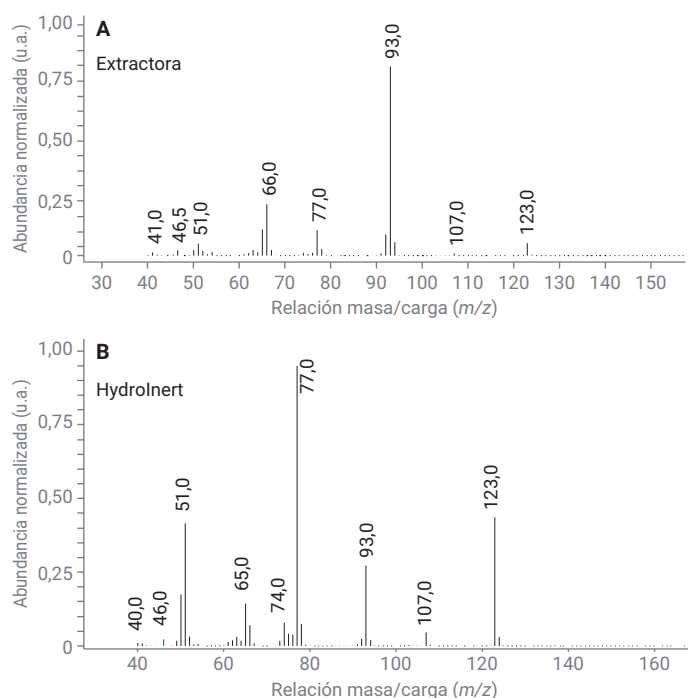 A
Extractora
Abundancia normalizada (u.a.)
1,00
0,75
0,50
0,25
0
41,0
46,5
51,0
66,0
77,0
93,0
107,0
123,0
30 40 50 60 70 80 90 100 110 120 130 140 150
Relación masa/carga (m/z)
B
HydroInert
Abundancia normalizada (u.a.)
1,00
0,75
0,50
0,25
0
40,0
46,0
51,0
65,0
74,0
77,0
93,0
107,0
123,0
40 60 80 100 120 140 160
Relación masa/carga (m/z)